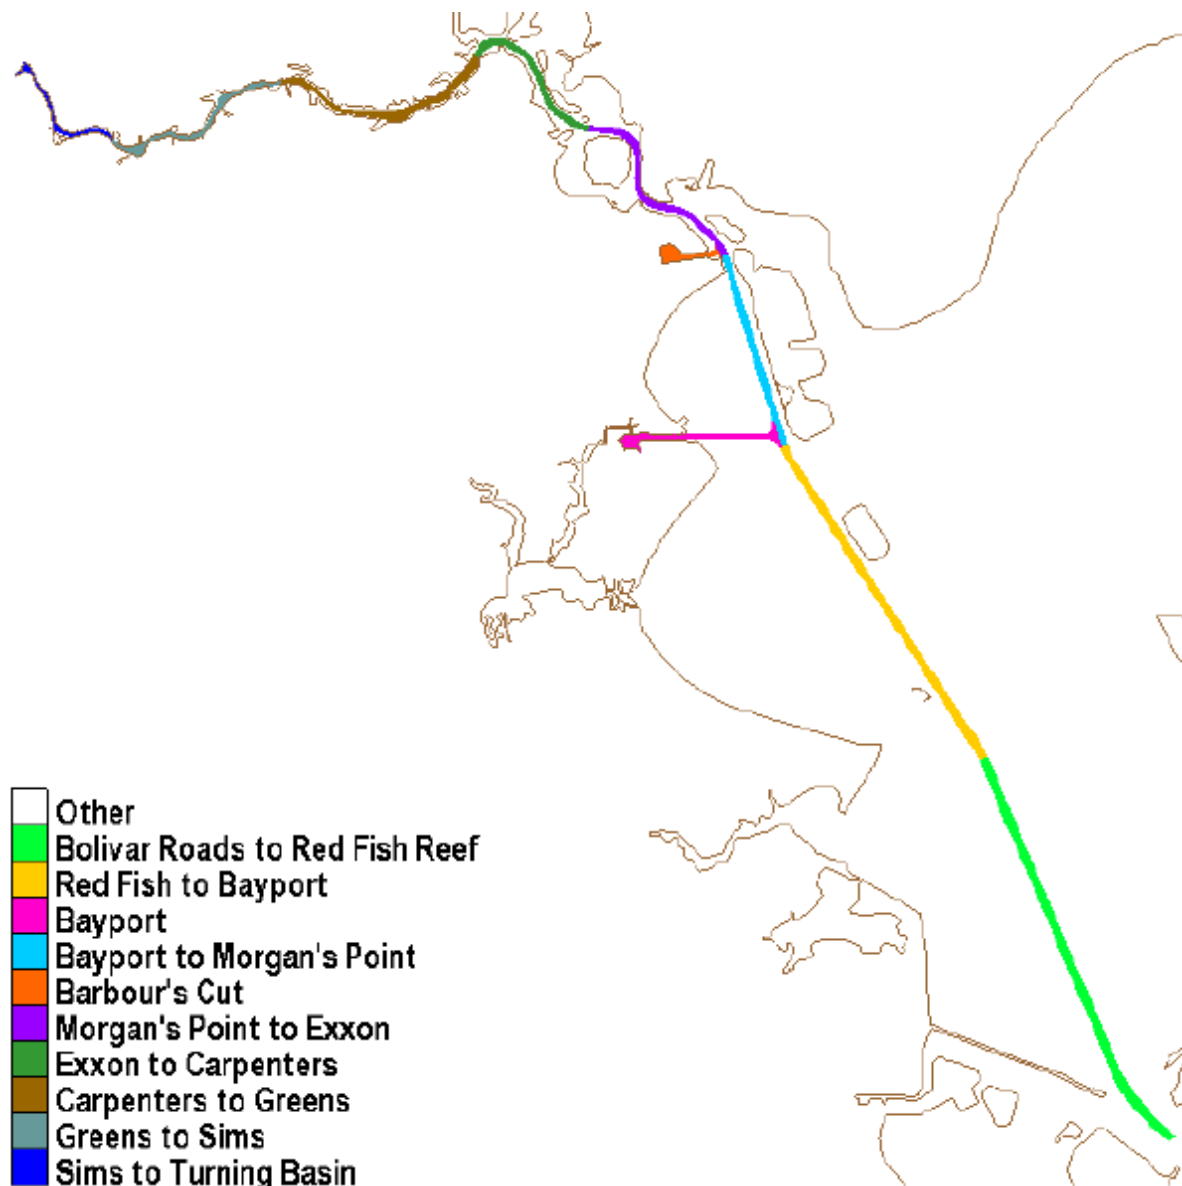 Other
Bolivar Roads to Red Fish Reef
Red Fish to Bayport
Bayport
Bayport to Morgan's Point
Barbour's Cut
Morgan's Point to Exxon
Exxon to Carpenters
Carpenters to Greens
Greens to Sims
Sims to Turning Basin